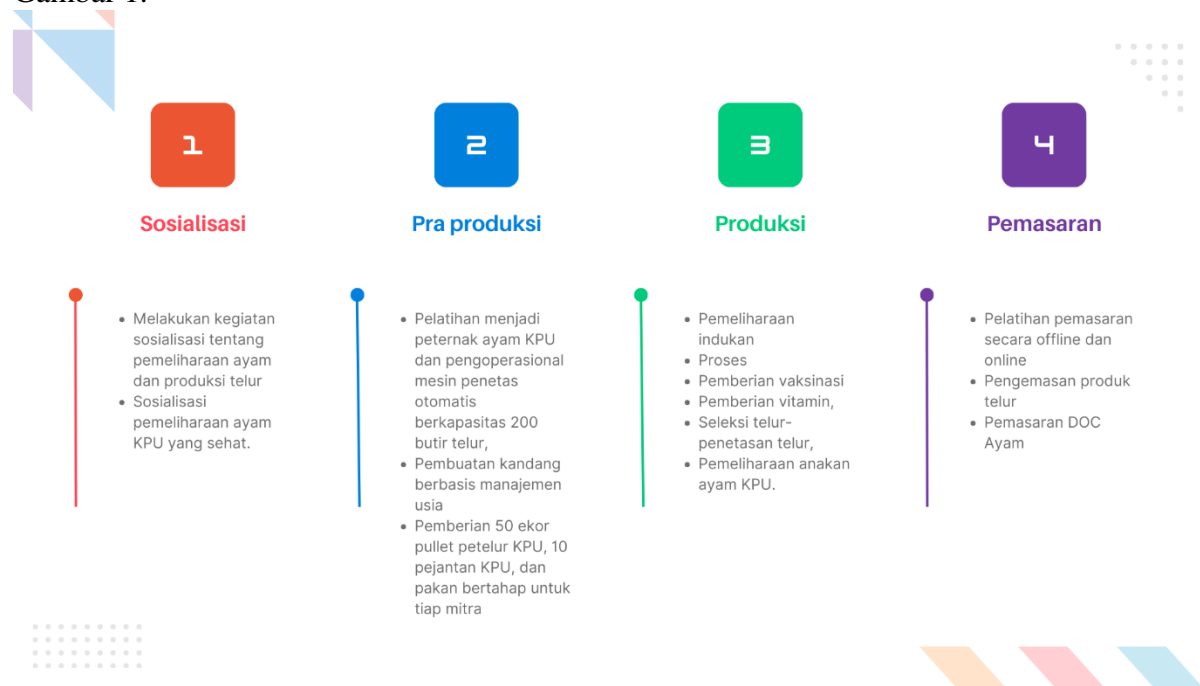 Gambar 1.
1
Sosialisasi
• Melakukan kegiatan
sosialisasi tentang
pemeliharaan ayam
dan produksi telur
• Sosialisasi
pemeliharaan ayam
KPU yang sehat.
2
Pra produksi
• Pelatihan menjadi
peternak ayam KPU
dan pengoperasional
mesin penetas
otomatis
berkapasitas 200
butir telur,
• Pembuatan kandang
berbasis manajemen
usia
• Pemberian 50 ekor
pullet petelur KPU, 10
pejantan KPU, dan
pakan bertahap untuk
tiap mitra
3
Produksi
• Pemeliharaan
indukan
• Proses
• Pemberian vaksinasi
• Pemberian vitamin,
• Seleksi telur-
penetasan telur,
• Pemeliharaan anakan
ayam KPU.
4
Pemasaran
• Pelatihan pemasaran
secara offline dan
online
• Pengemasan produk
telur
• Pemasaran DOC
Ayam